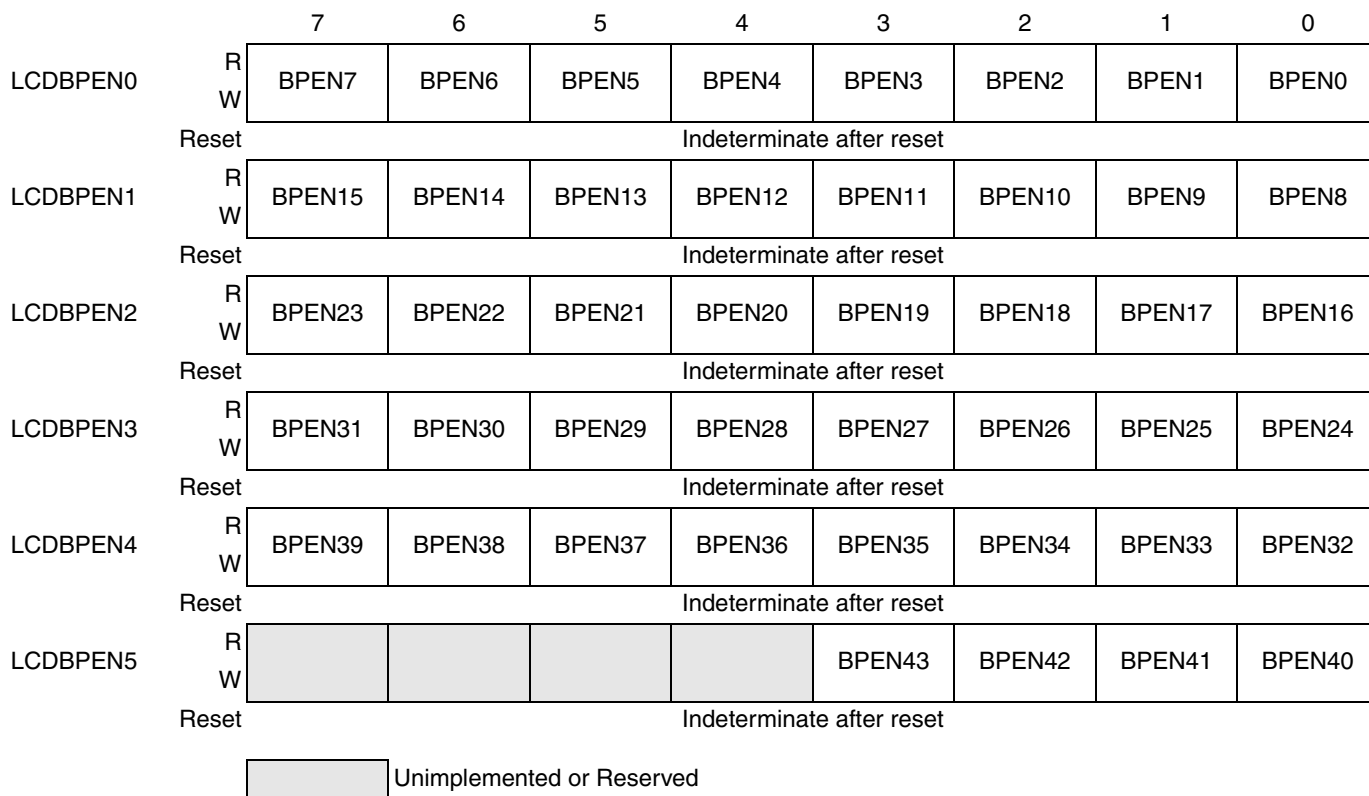 7 6 5 4 3 2 1 0
R
LCDBPEN0 BPEN7 BPEN6 BPEN5 BPEN4 BPEN3 BPEN2 BPEN1 BPEN0
W
Reset Indeterminate after reset
R
LCDBPEN1 BPEN15 BPEN14 BPEN13 BPEN12 BPEN11 BPEN10 BPEN9 BPEN8
W
Reset Indeterminate after reset
R
LCDBPEN2 BPEN23 BPEN22 BPEN21 BPEN20 BPEN19 BPEN18 BPEN17 BPEN16
W
Reset Indeterminate after reset
R
LCDBPEN3 BPEN31 BPEN30 BPEN29 BPEN28 BPEN27 BPEN26 BPEN25 BPEN24
W
Reset Indeterminate after reset
R
LCDBPEN4 BPEN39 BPEN38 BPEN37 BPEN36 BPEN35 BPEN34 BPEN33 BPEN32
W
Reset Indeterminate after reset
R
LCDBPEN5 BPEN43 BPEN42 BPEN41 BPEN40
W
Reset Indeterminate after reset
Unimplemented or Reserved